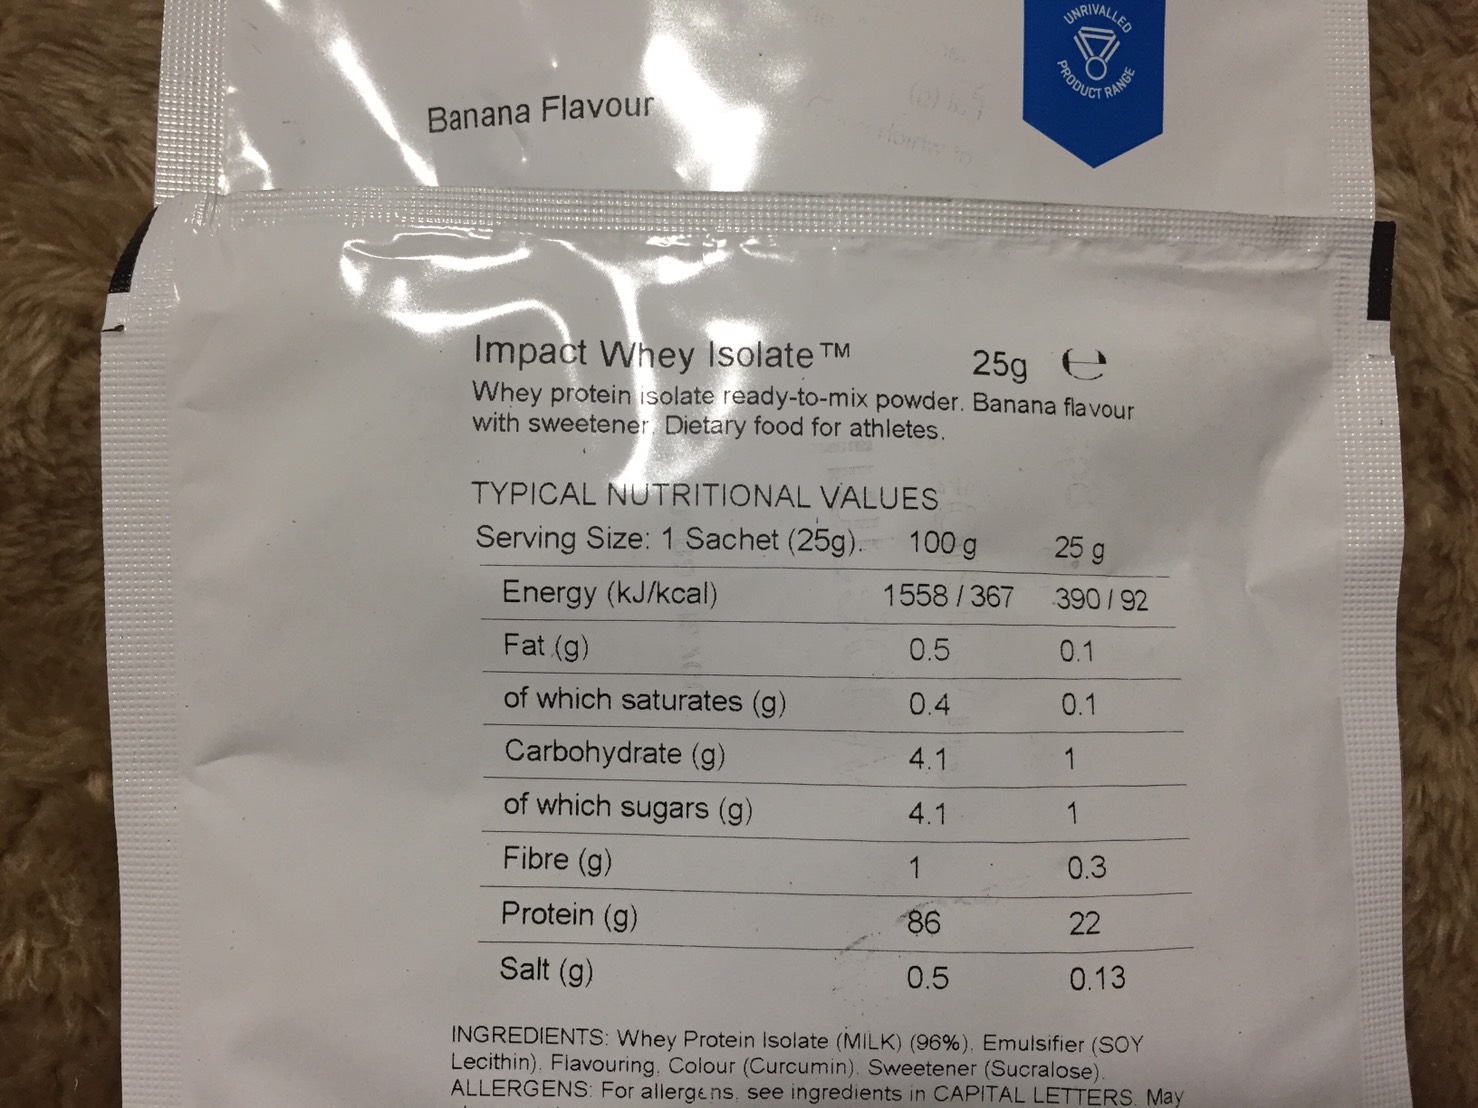 UNRIVALLED
PRODUCT RANGE
Banana Flavour
Impact Whey Isolate™ 25g ℮
Whey protein isolate ready-to-mix powder. Banana flavour
with sweetener. Dietary food for athletes.
TYPICAL NUTRITIONAL VALUES
Serving Size: 1 Sachet (25g). 100 g 25 g
Energy (kJ/kcal) 1558 / 367 390 / 92
Fat (g) 0.5 0.1
of which saturates (g) 0.4 0.1
Carbohydrate (g) 4.1 1
of which sugars (g) 4.1 1
Fibre (g) 1 0.3
Protein (g) 86 22
Salt (g) 0.5 0.13
INGREDIENTS: Whey Protein Isolate (MILK) (96%), Emulsifier (SOY
Lecithin), Flavouring, Colour (Curcumin), Sweetener (Sucralose).
ALLERGENS: For allergens, see ingredients in CAPITAL LETTERS. May